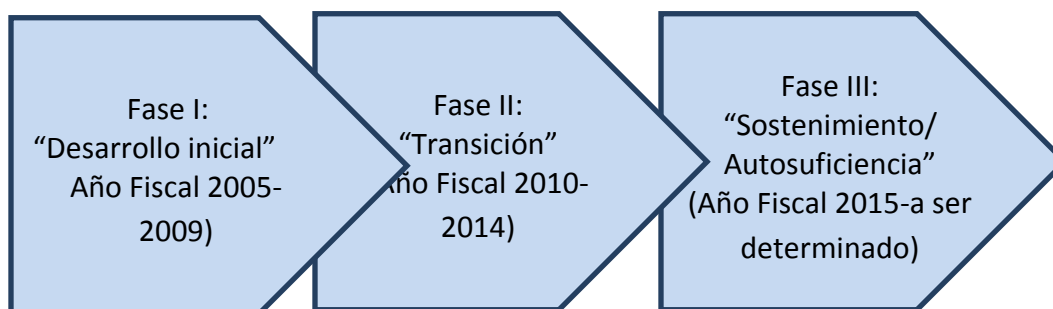 Fase I:
“Desarrollo inicial”
Año Fiscal 2005-
2009)
Fase II:
“Transición”
Año Fiscal 2010-
2014)
Fase III:
“Sostenimiento/
Autosuficiencia”
(Año Fiscal 2015-a ser
determinado)